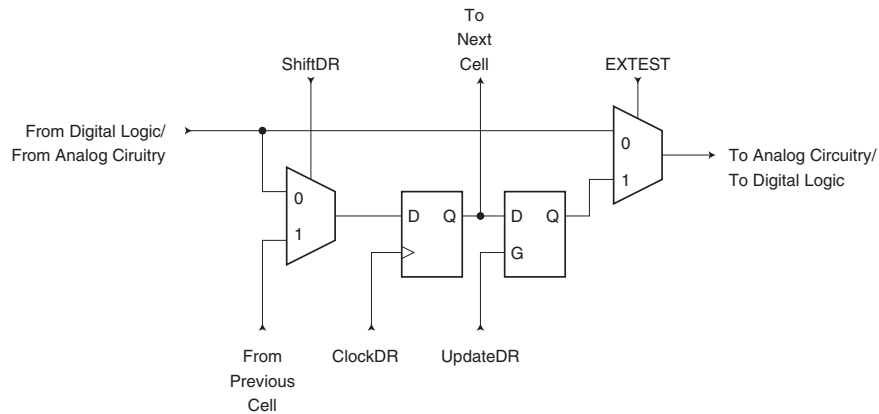 To
Next
Cell
ShiftDR
EXTEST
From Digital Logic/
From Analog Ciruitry
0
1
To Analog Circuitry/
To Digital Logic
0
1
D Q
D Q
G
From
Previous
Cell
ClockDR
UpdateDR